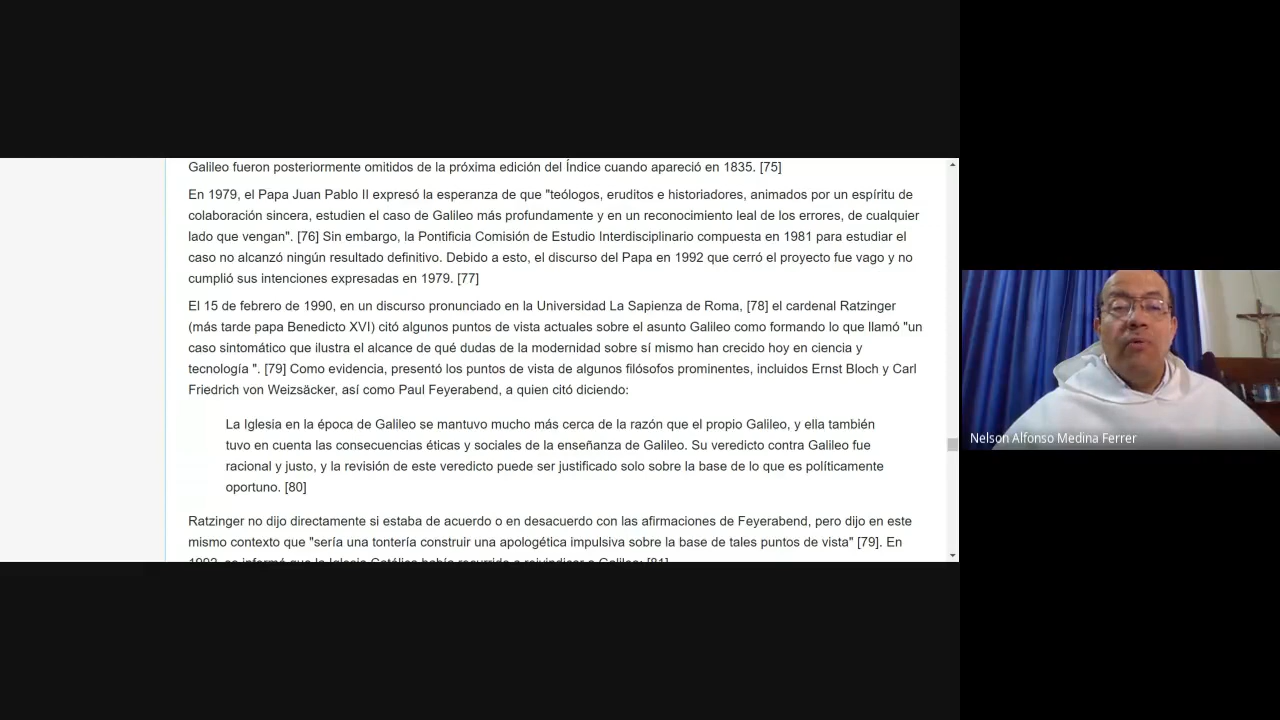 Galileo fueron posteriormente omitidos de la próxima edición del Índice cuando apareció en 1835. [75]
En 1979, el Papa Juan Pablo II expresó la esperanza de que "teólogos, eruditos e historiadores, animados por un espíritu de
colaboración sincera, estudien el caso de Galileo más profundamente y en un reconocimiento leal de los errores, de cualquier
lado que vengan". [76] Sin embargo, la Pontificia Comisión de Estudio Interdisciplinario compuesta en 1981 para estudiar el
caso no alcanzó ningún resultado definitivo. Debido a esto, el discurso del Papa en 1992 que cerró el proyecto fue vago y no
cumplió sus intenciones expresadas en 1979. [77]
El 15 de febrero de 1990, en un discurso pronunciado en la Universidad La Sapienza de Roma, [78] el cardenal Ratzinger
(más tarde papa Benedicto XVI) citó algunos puntos de vista actuales sobre el asunto Galileo como formando lo que llamó "un
caso sintomático que ilustra el alcance de qué dudas de la modernidad sobre sí mismo han crecido hoy en ciencia y
tecnología ". [79] Como evidencia, presentó los puntos de vista de algunos filósofos prominentes, incluidos Ernst Bloch y Carl
Friedrich von Weizsäcker, así como Paul Feyerabend, a quien citó diciendo:
La Iglesia en la época de Galileo se mantuvo mucho más cerca de la razón que el propio Galileo, y ella también
tuvo en cuenta las consecuencias éticas y sociales de la enseñanza de Galileo. Su veredicto contra Galileo fue
racional y justo, y la revisión de este veredicto puede ser justificado solo sobre la base de lo que es políticamente
oportuno. [80]
Ratzinger no dijo directamente si estaba de acuerdo o en desacuerdo con las afirmaciones de Feyerabend, pero dijo en este
mismo contexto que "sería una tontería construir una apologética impulsiva sobre la base de tales puntos de vista" [79]. En
1992, se informó que la Iglesia Católica había recurrido a reivindicar a Galileo: [81]
Nelson Alfonso Medina Ferrer